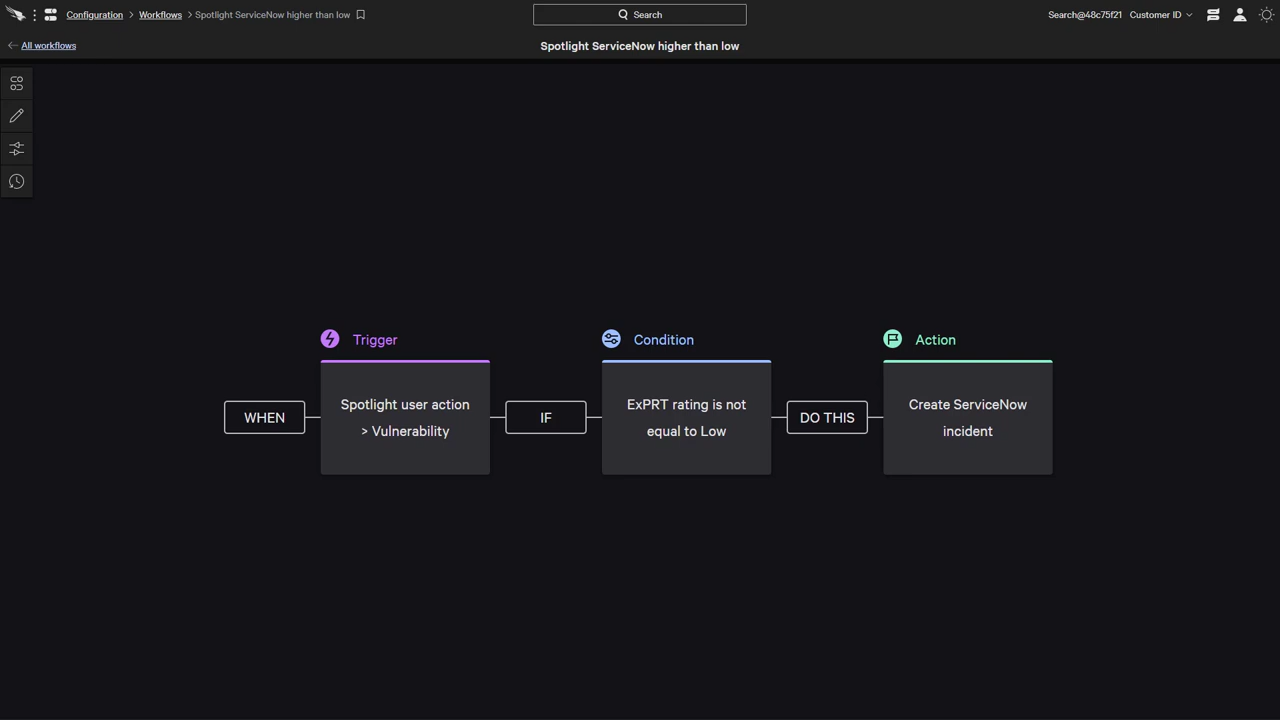 Configuration > Workflows > Spotlight ServiceNow higher than low
Search
Search@48c75f21 Customer ID
All workflows
Spotlight ServiceNow higher than low
Trigger
Condition
Action
WHEN
Spotlight user action
> Vulnerability
IF
ExPRT rating is not
equal to Low
DO THIS
Create ServiceNow
incident